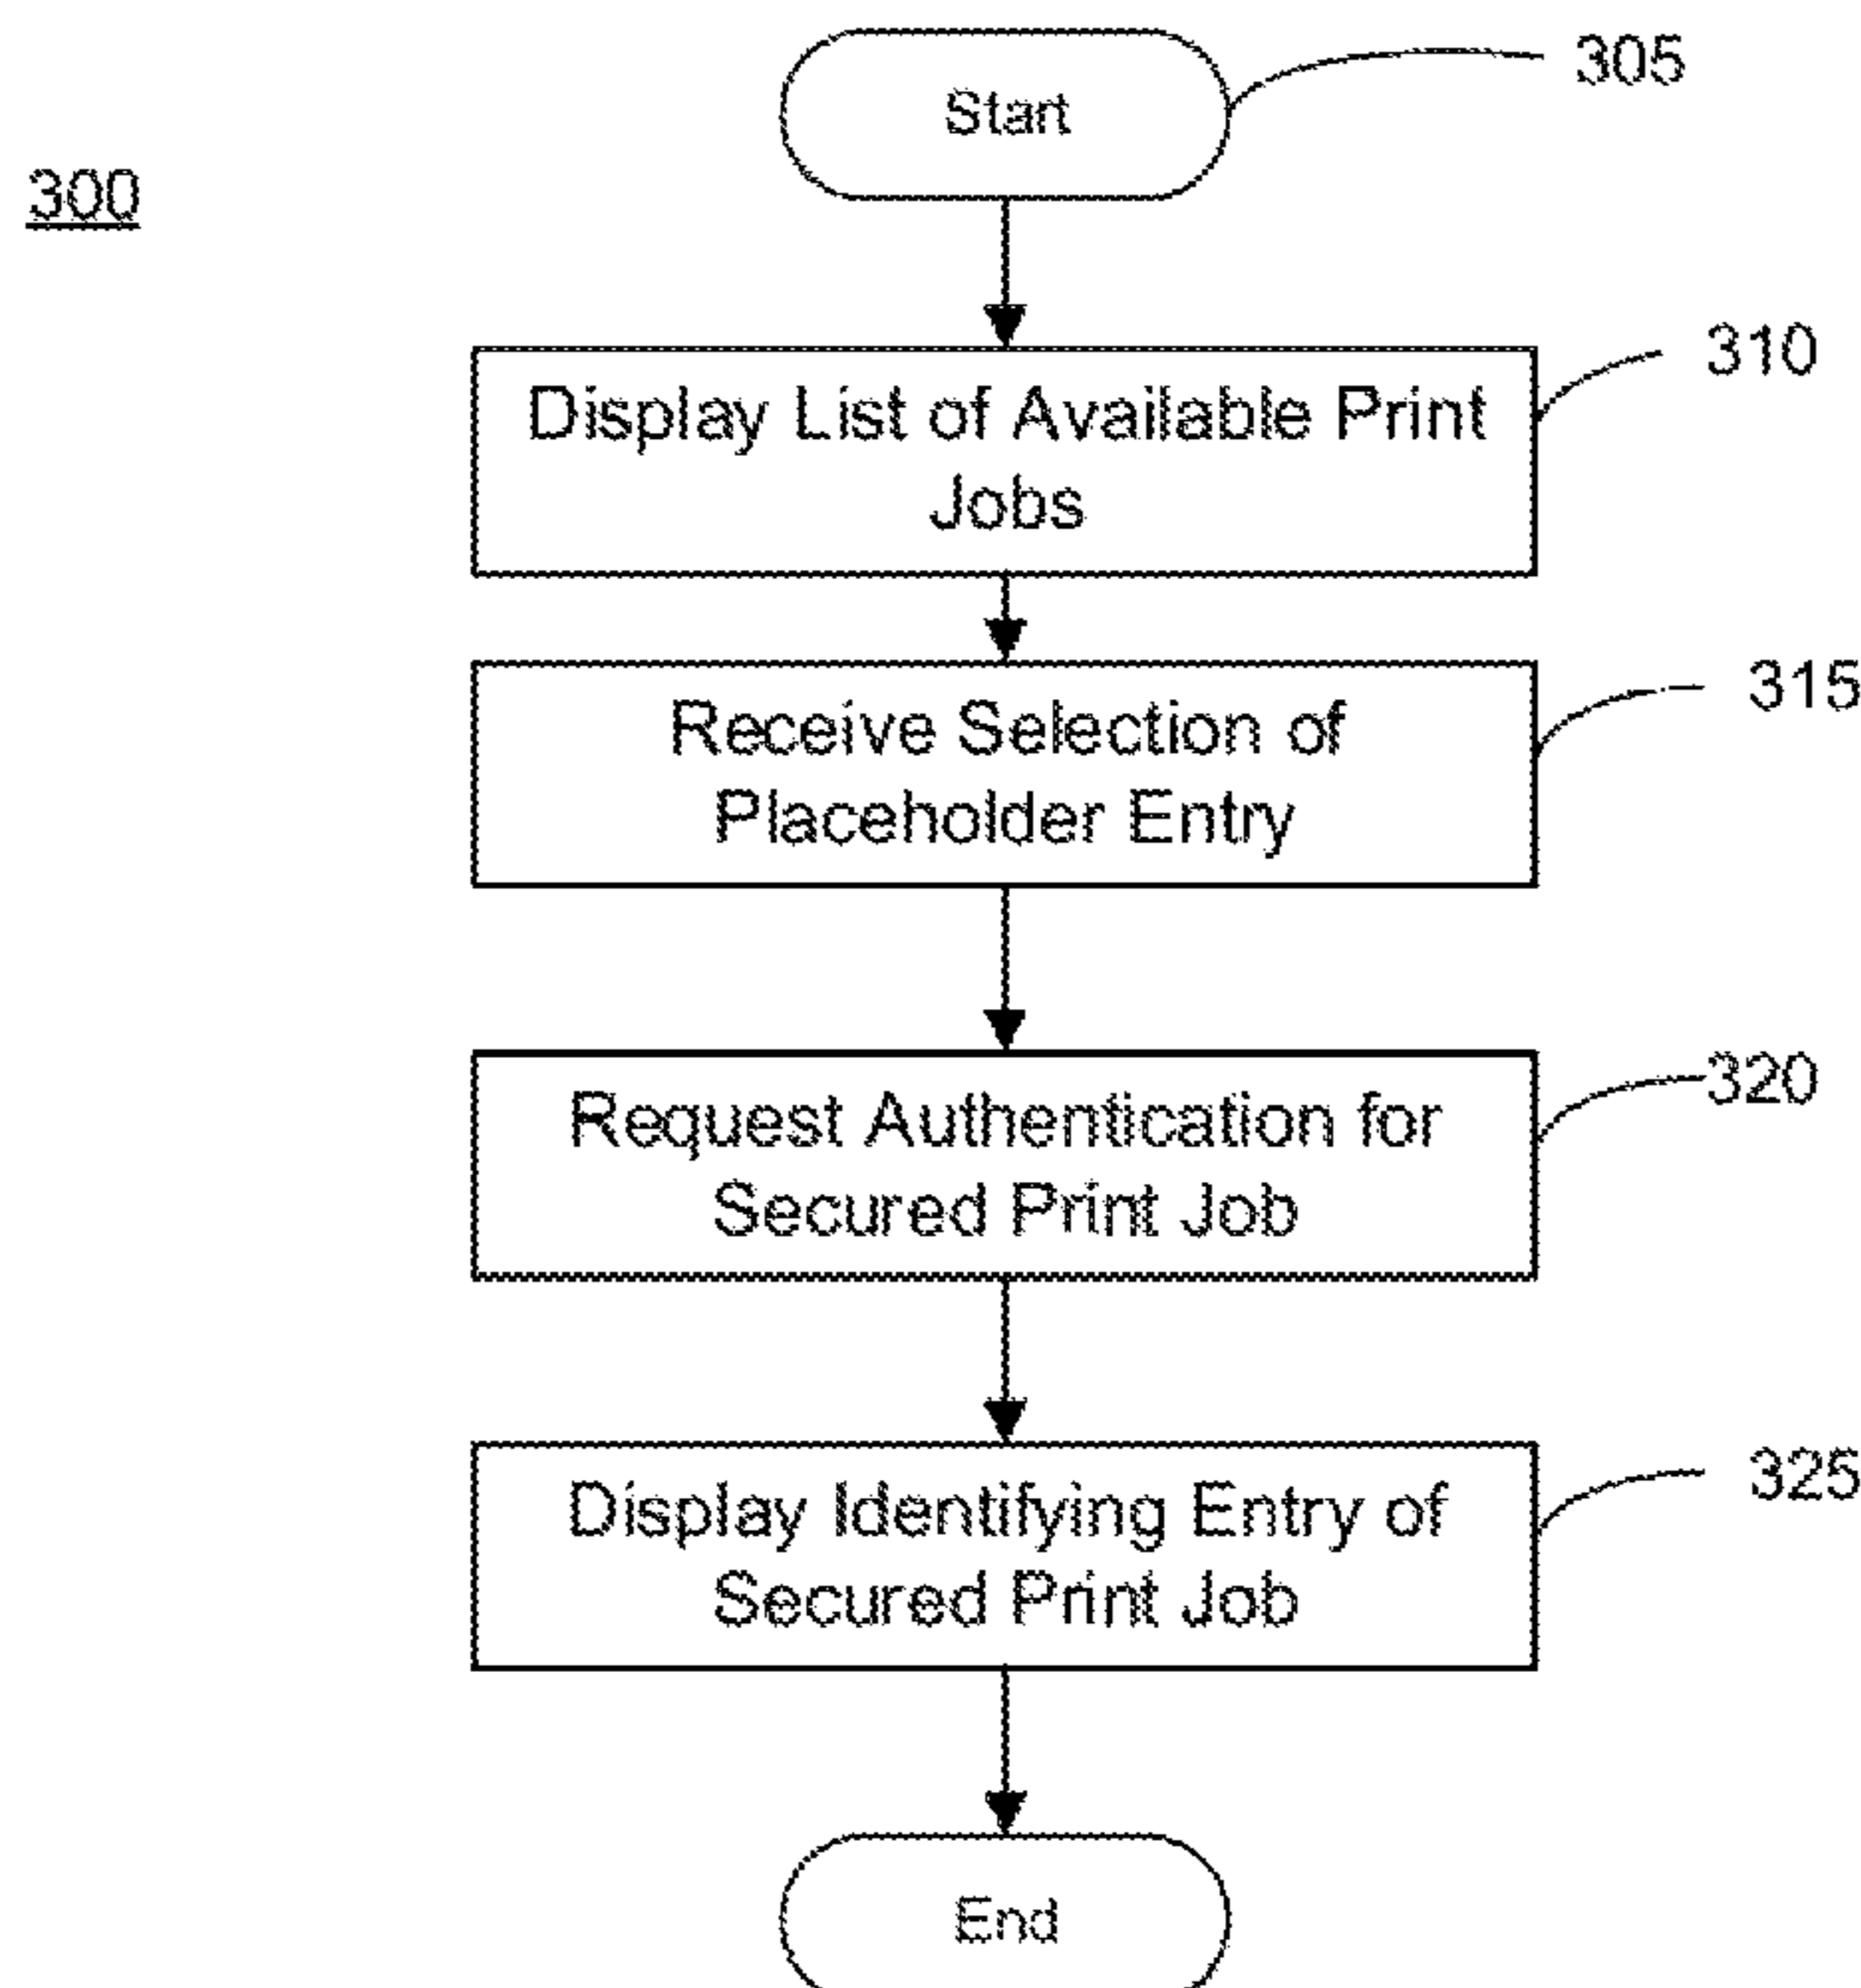 305
Start
300
310
Display List of Available Print
Jobs
315
Receive Selection of
Placeholder Entry
320
Request Authentication for
Secured Print Job
325
Display Identifying Entry of
Secured Print Job
End